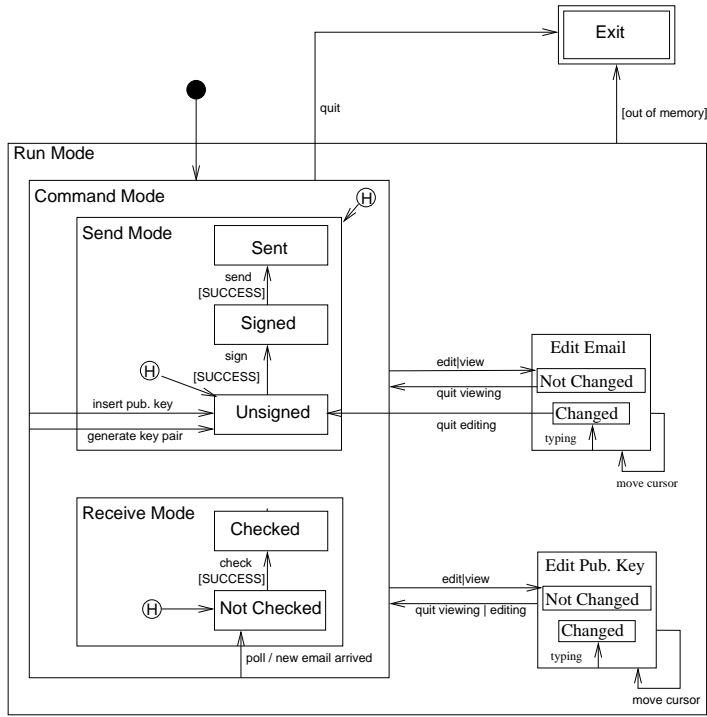 Exit
quit
[out of memory]
Run Mode
Command Mode
H
Send Mode
Sent
send
[SUCCESS]
Signed
sign
[SUCCESS]
H
Unsigned
insert pub. key
generate key pair
edit|view
quit viewing
quit editing
Edit Email
Not Changed
Changed
typing
move cursor
Receive Mode
Checked
check
[SUCCESS]
H
Not Checked
poll / new email arrived
edit|view
quit viewing | editing
Edit Pub. Key
Not Changed
Changed
typing
move cursor